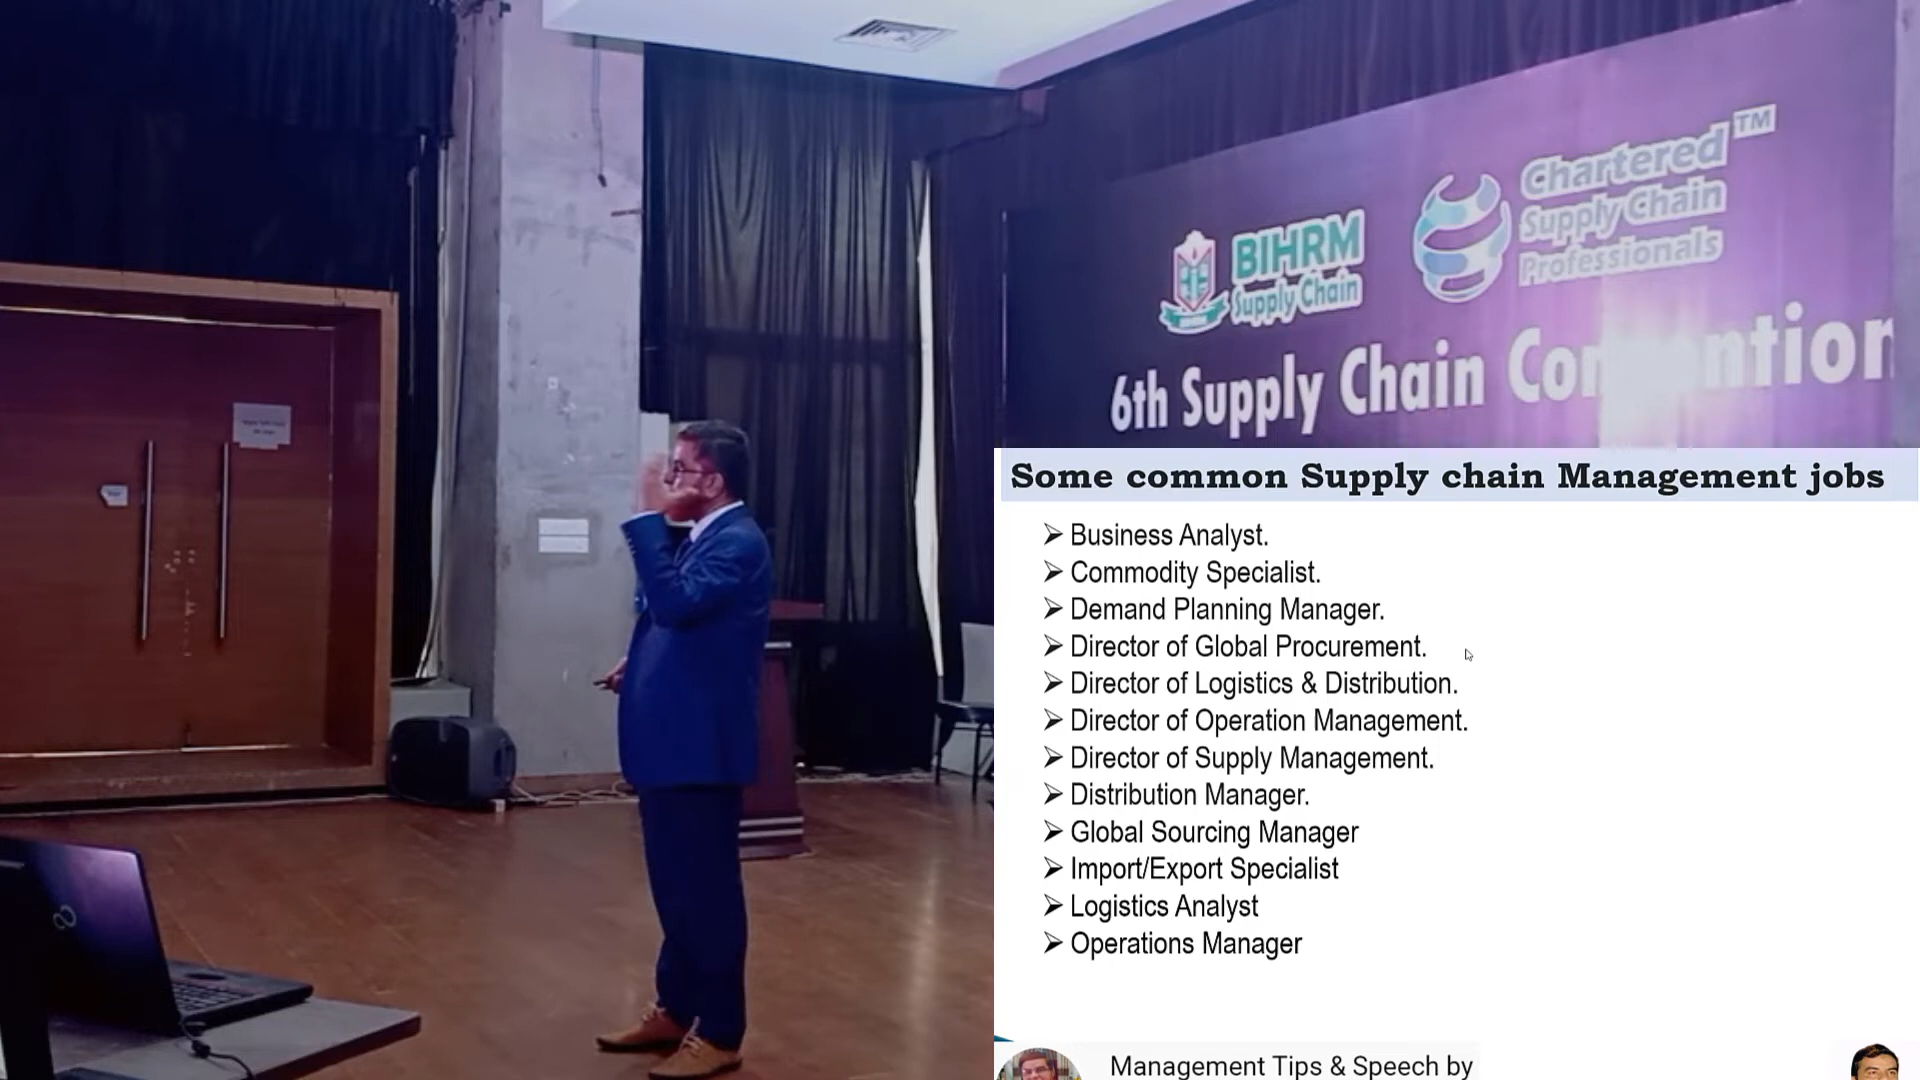 Chartered™
Supply Chain
Professionals
BIHRM
Supply Chain
6th Supply Chain Convention
Some common Supply chain Management jobs
➢ Business Analyst.
➢ Commodity Specialist.
➢ Demand Planning Manager.
➢ Director of Global Procurement.
➢ Director of Logistics & Distribution.
➢ Director of Operation Management.
➢ Director of Supply Management.
➢ Distribution Manager.
➢ Global Sourcing Manager
➢ Import/Export Specialist
➢ Logistics Analyst
➢ Operations Manager
Management Tips & Speech by